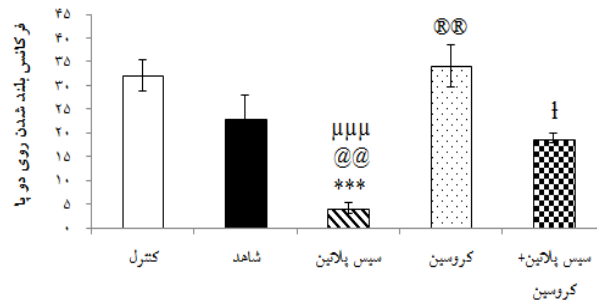 فرکانس بلند شدن روی دو پا
۴۵
۴۰
۳۵
۳۰
۲۵
۲۰
۱۵
۱۰
۵
۰
®®
µµµ
@@
***
ƚ
کنترل
شاهد
سیس پلاتین
کروسین
سیس پلاتین+
کروسین